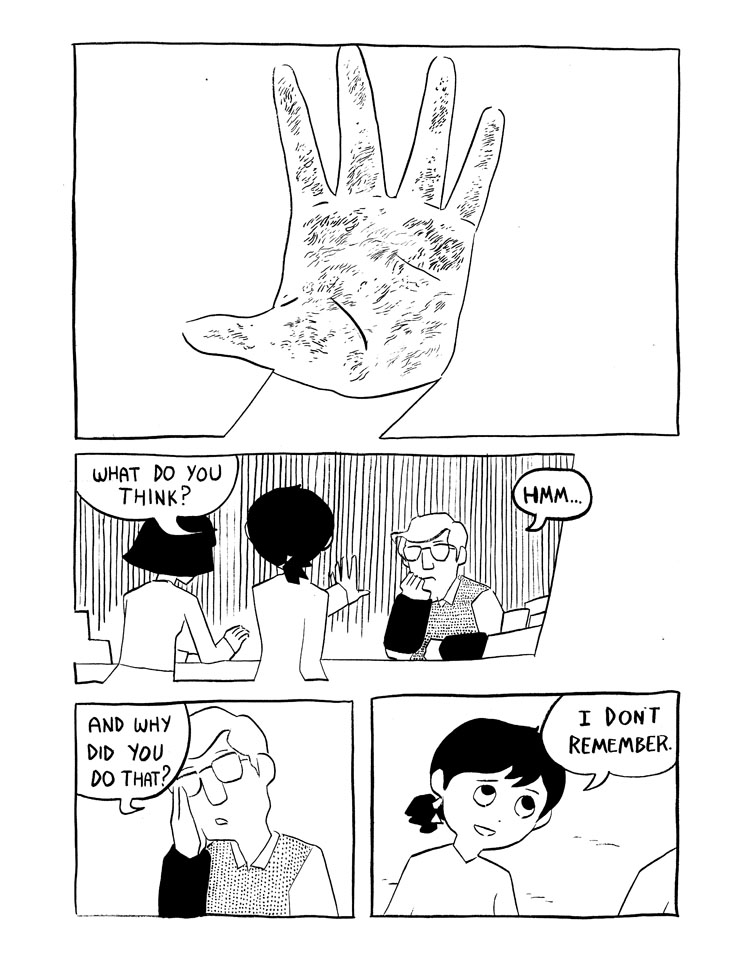 WHAT DO YOU
THINK?
HMM...
AND WHY
DID YOU
DO THAT?
I DON'T
REMEMBER.